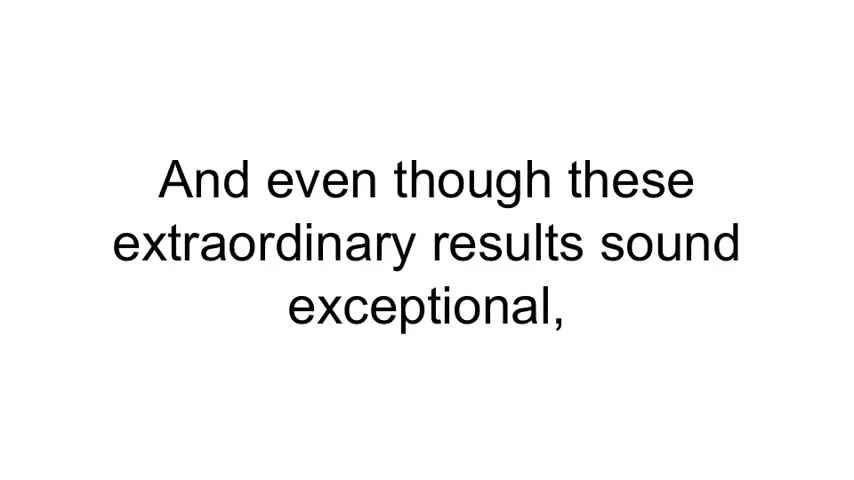 And even though these
extraordinary results sound
exceptional,